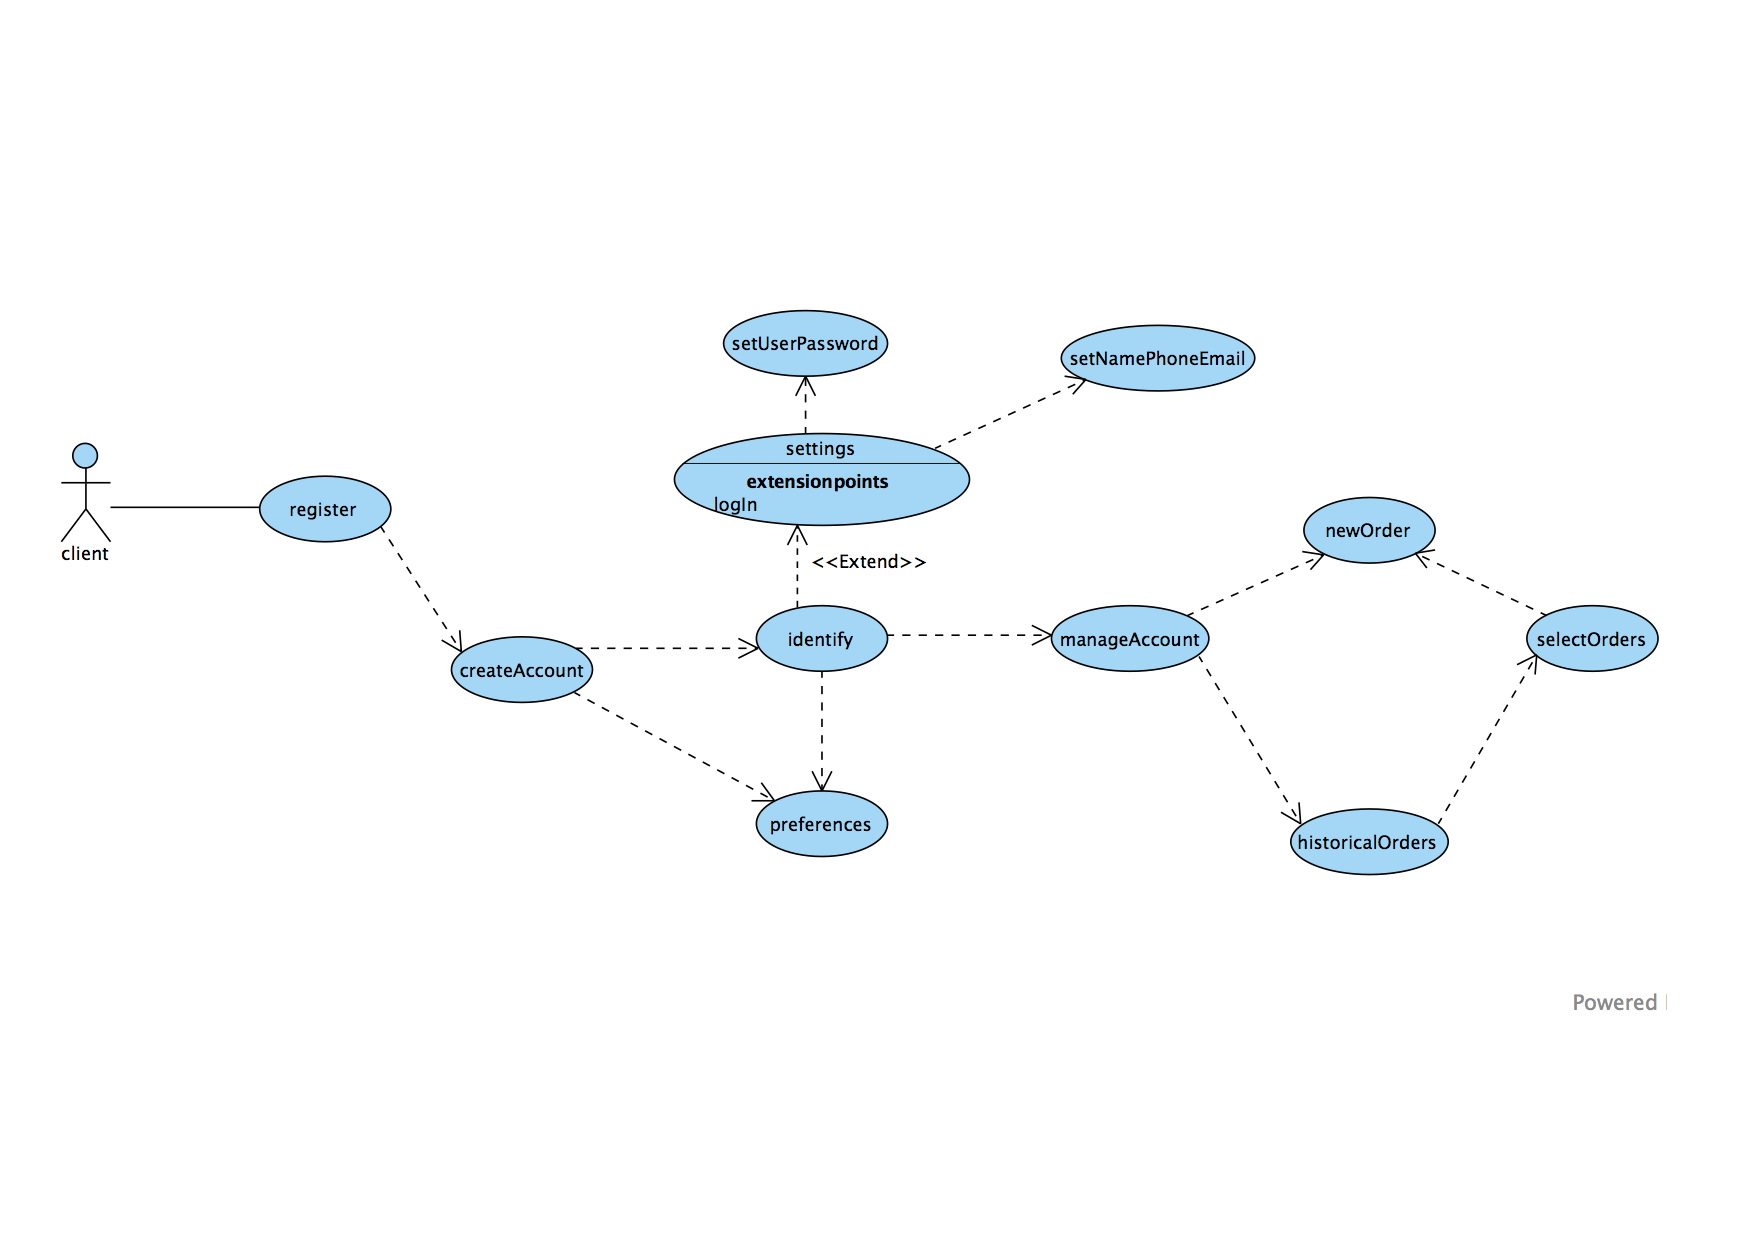 setUserPassword
setNamePhoneEmail
settings
extensionpoints
logIn
client
register
<<Extend>>
newOrder
identify
manageAccount
selectOrders
createAccount
preferences
historicalOrders
Powered